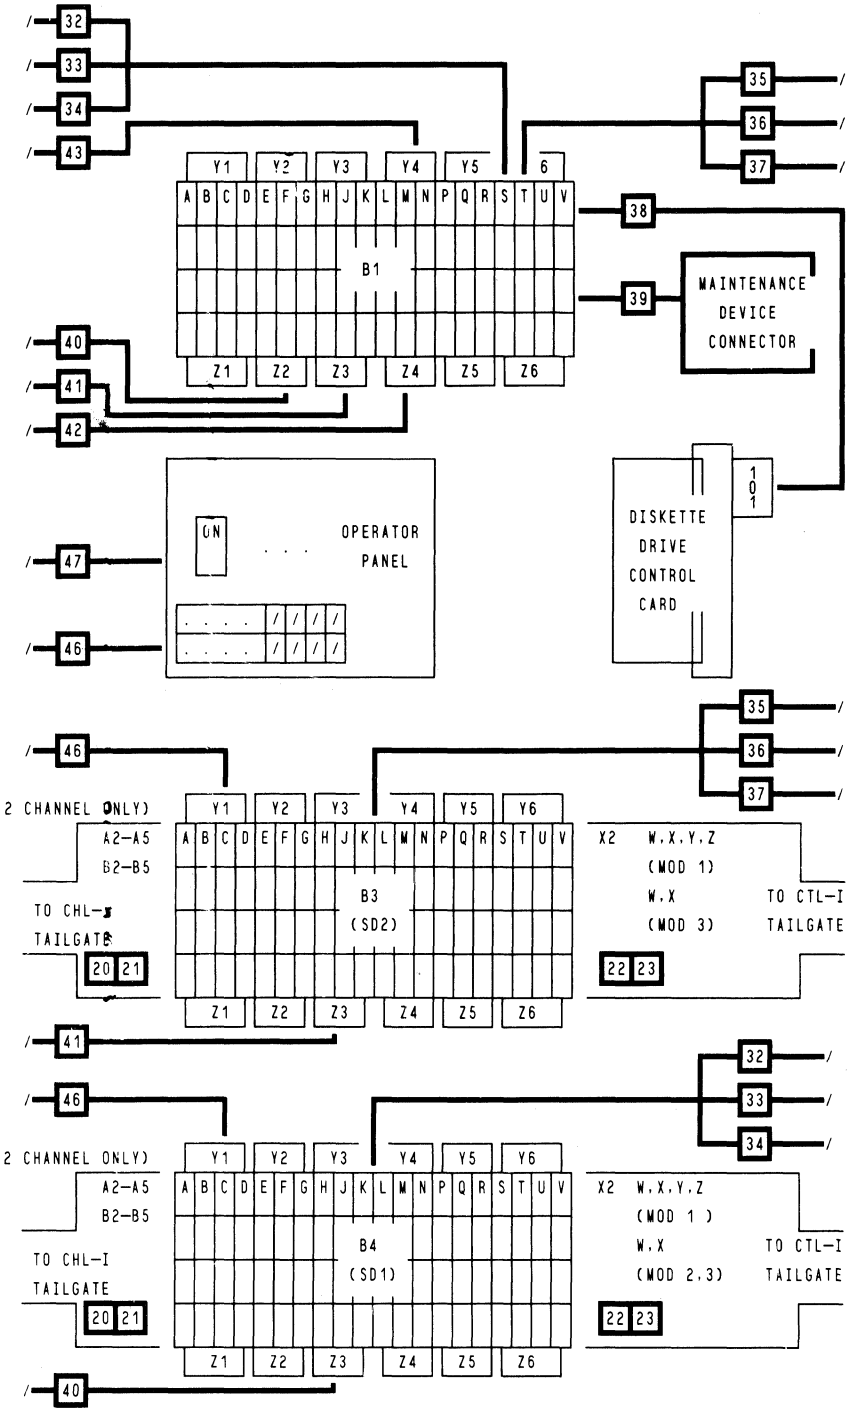 / 32
/ 33
/ 34
/ 43
35 /
36 /
37 /
Y1 Y2 Y3 Y4 Y5 6
A B C D E F G H J K L M N P Q R S T U V
B1
Z1 Z2 Z3 Z4 Z5 Z6
38
39
MAINTENANCE
DEVICE
CONNECTOR
/ 40
/ 41
/ 42
ON
. . .
OPERATOR
PANEL
. . . . / / / /
. . . . / / / /
/ 47
/ 46
1
0
1
DISKETTE
DRIVE
CONTROL
CARD
35 /
36 /
37 /
/ 46
2 CHANNEL ONLY)
Y1 Y2 Y3 Y4 Y5 Y6
A B C D E F G H J K L M N P Q R S T U V
A2-A5
B2-B5
TO CHL-I
TAILGATE
20 21
B3
(SD2)
Z1 Z2 Z3 Z4 Z5 Z6
X2 W,X,Y,Z
(MOD 1)
W,X
(MOD 3)
TO CTL-I
TAILGATE
22 23
/ 41
32 /
33 /
34 /
/ 46
2 CHANNEL ONLY)
Y1 Y2 Y3 Y4 Y5 Y6
A B C D E F G H J K L M N P Q R S T U V
A2-A5
B2-B5
TO CHL-I
TAILGATE
20 21
B4
(SD1)
Z1 Z2 Z3 Z4 Z5 Z6
X2 W,X,Y,Z
(MOD 1 )
W,X
(MOD 2,3)
TO CTL-I
TAILGATE
22 23
/ 40